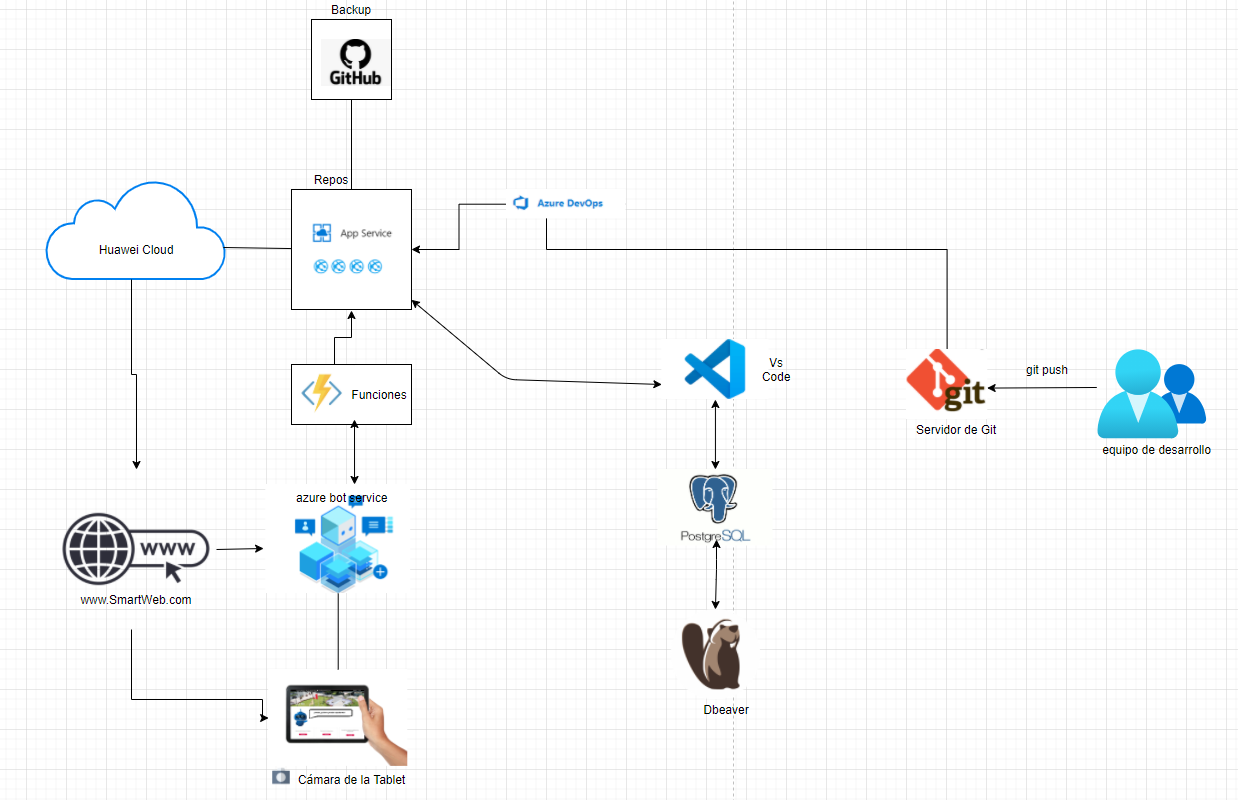 Backup
GitHub
Repos
App Service
Azure DevOps
Huawei Cloud
Vs
Code
git push
Funciones
git
Servidor de Git
equipo de desarrollo
azure bot service
PostgreSQL
www
www.SmartWeb.com
Dbeaver
Cámara de la Tablet